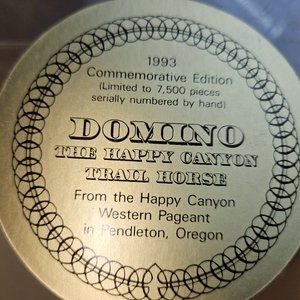 1993
Commemorative Edition
(Limited to 7,500 pieces
serially numbered by hand)
DOMINO
THE HAPPY CANYON
TRAIL HORSE
From the Happy Canyon
Western Pageant
in Pendleton, Oregon